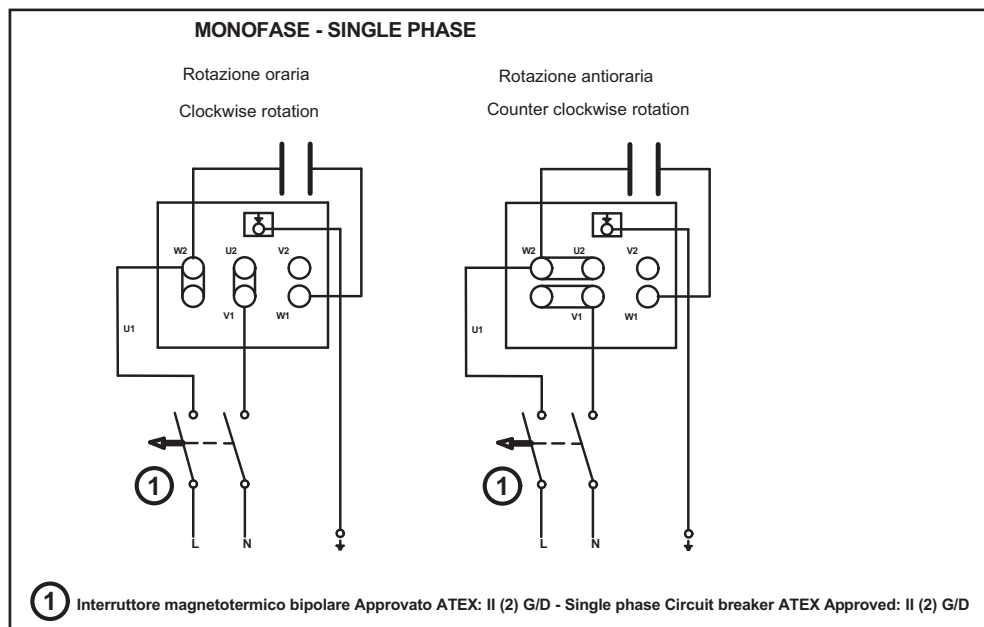 MONOFASE - SINGLE PHASE
Rotazione oraria
Clockwise rotation
Rotazione antioraria
Counter clockwise rotation
W2 U2 V2
U1 V1 W1
L N
W2 U2 V2
U1 V1 W1
L N
1
1
1 Interruttore magnetotermico bipolare Approvato ATEX: II (2) G/D - Single phase Circuit breaker ATEX Approved: II (2) G/D